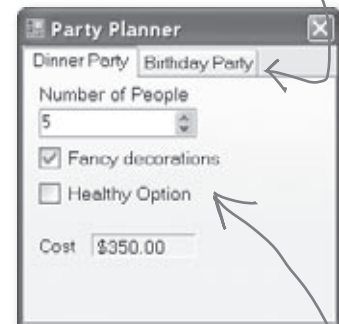 Party Planner
Dinner Party Birthday Party
Number of People
5
Fancy decorations
Healthy Option
Cost $350.00